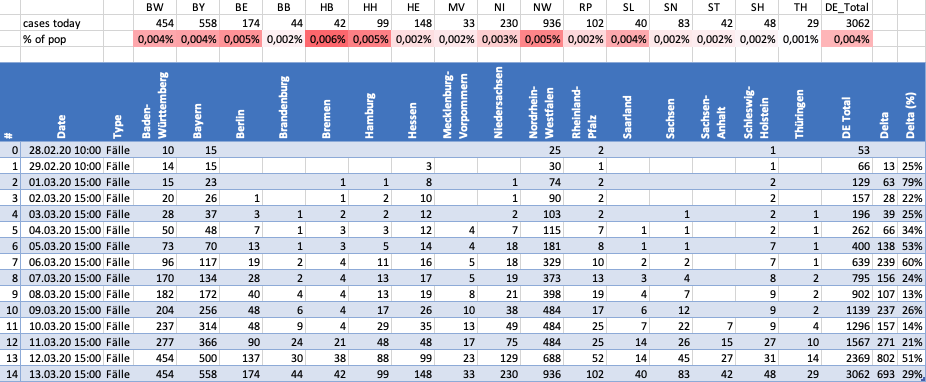 BW BY BE BB HB HH HE MV NI NW RP SL SN ST SH TH DE_Total
cases today 454 558 174 44 42 99 148 33 230 936 102 40 83 42 48 29 3062
% of pop 0,004% 0,004% 0,005% 0,002% 0,006% 0,005% 0,002% 0,002% 0,003% 0,005% 0,002% 0,004% 0,002% 0,002% 0,002% 0,001% 0,004%
# Date Type Baden-Württemberg Bayern Berlin Brandenburg Bremen Hamburg Hessen Mecklenburg-Vorpommern Niedersachsen Nordrhein-Westfalen Rheinland-Pfalz Saarland Sachsen Sachsen-Anhalt Schleswig-Holstein Thüringen DE Total Delta Delta (%)
0 28.02.20 10:00 Fälle 10 15 25 2 1 53
1 29.02.20 10:00 Fälle 14 15 3 30 1 2 66 13 25%
2 01.03.20 15:00 Fälle 15 23 1 1 8 1 74 2 2 129 63 79%
3 02.03.20 15:00 Fälle 20 26 1 1 2 10 1 90 2 2 157 28 22%
4 03.03.20 15:00 Fälle 28 37 3 1 2 2 12 2 103 2 1 2 1 196 39 25%
5 04.03.20 15:00 Fälle 50 48 7 1 3 3 12 4 7 115 7 1 1 2 1 262 66 34%
6 05.03.20 15:00 Fälle 73 70 13 1 3 5 14 4 18 181 8 1 1 7 1 400 138 53%
7 06.03.20 15:00 Fälle 96 117 19 2 4 11 16 5 18 329 10 2 2 7 1 639 239 60%
8 07.03.20 15:00 Fälle 170 134 28 2 4 13 17 5 19 373 13 3 4 8 2 795 156 24%
9 08.03.20 15:00 Fälle 182 172 40 4 4 13 19 8 21 398 19 4 7 9 2 902 107 13%
10 09.03.20 15:00 Fälle 204 256 48 6 4 17 26 10 38 484 17 6 12 9 2 1139 237 26%
11 10.03.20 15:00 Fälle 237 314 48 9 4 29 35 13 49 484 25 7 22 7 9 4 1296 157 14%
12 11.03.20 15:00 Fälle 277 366 90 24 21 48 48 17 75 484 25 14 26 15 27 10 1567 271 21%
13 12.03.20 15:00 Fälle 454 500 137 30 38 88 99 23 129 688 52 14 45 27 31 14 2369 802 51%
14 13.03.20 15:00 Fälle 454 558 174 44 42 99 148 33 230 936 102 40 83 42 48 29 3062 693 29%